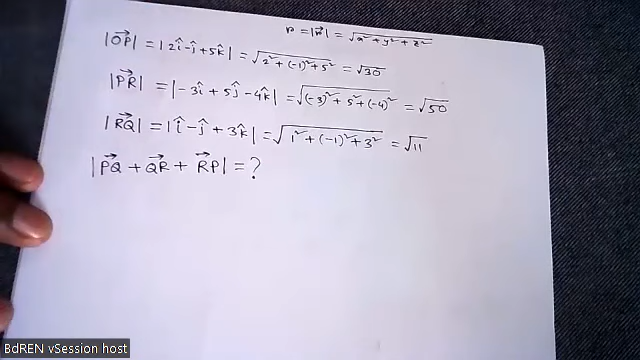 r = |r⃗| = √x² + y² + z²
|OP⃗| = |2î - ĵ + 5k̂| = √2² + (-1)² + 5² = √30
|PR⃗| = |-3î + 5ĵ - 4k̂| = √(-3)² + 5² + (-4)² = √50
|RQ⃗| = |î - ĵ + 3k̂| = √1² + (-1)² + 3² = √11
|PQ⃗ + QR⃗ + RP⃗| = ?
BdREN vSession host